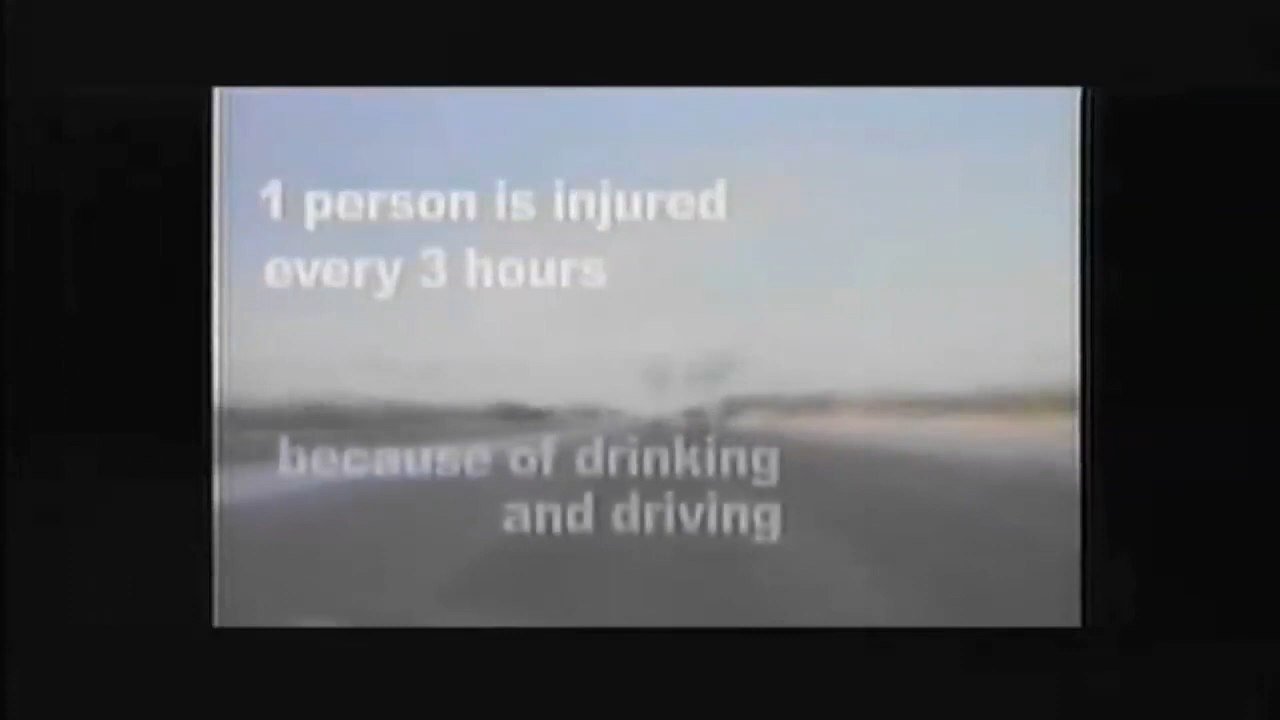 1 person is injured
every 3 hours
because of drinking
and driving